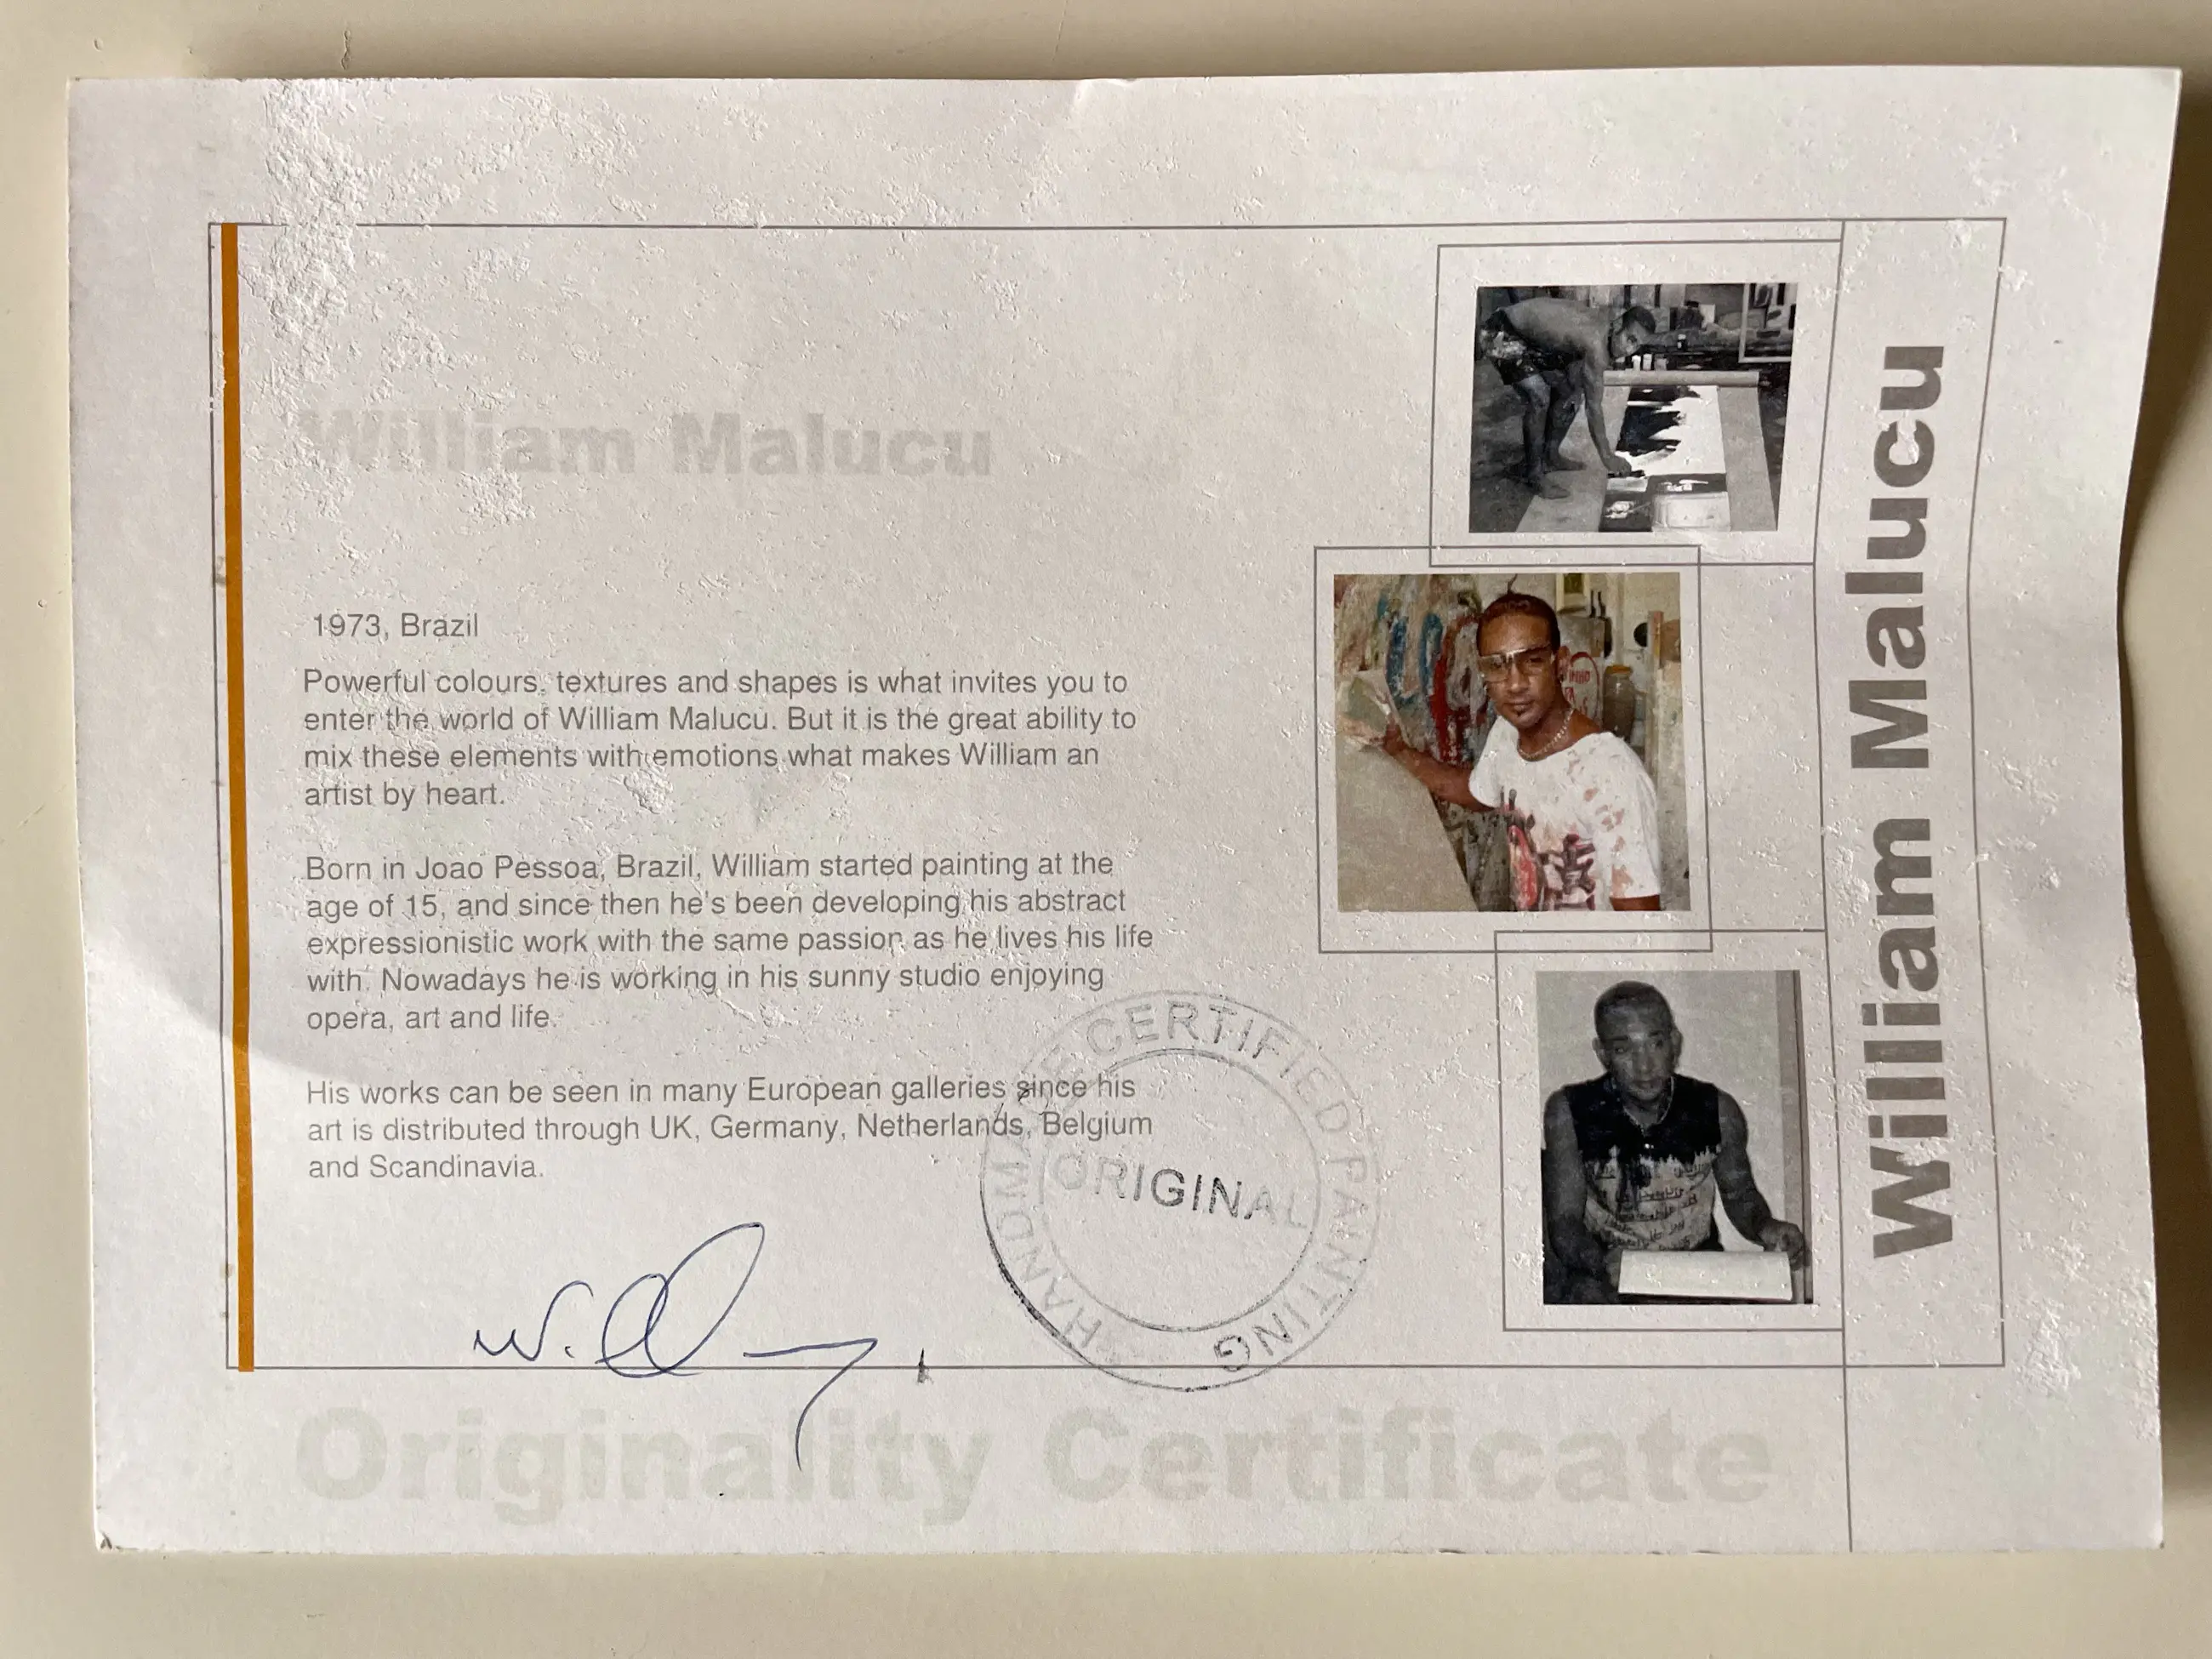 William Malucu
1973, Brazil
Powerful colours, textures and shapes is what invites you to
enter the world of William Malucu. But it is the great ability to
mix these elements with emotions what makes William an
artist by heart.
Born in Joao Pessoa, Brazil, William started painting at the
age of 15, and since then he's been developing his abstract
expressionistic work with the same passion as he lives his life
with. Nowadays he is working in his sunny studio enjoying
opera, art and life.
His works can be seen in many European galleries since his
art is distributed through UK, Germany, Netherlands, Belgium
and Scandinavia.
HANDMADE CERTIFIED PAINTING
ORIGINAL
Originality Certificate
William Malucu